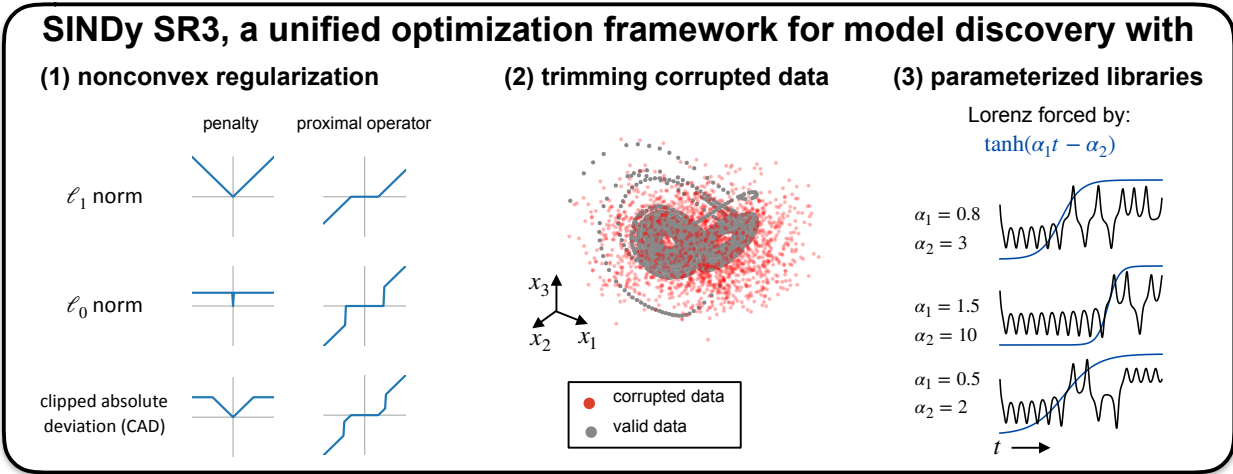 SINDy SR3, a unified optimization framework for model discovery with
(1) nonconvex regularization
penalty
proximal operator
ℓ₁ norm
ℓ₀ norm
clipped absolute
deviation (CAD)
(2) trimming corrupted data
x₃
x₂
x₁
corrupted data
valid data
(3) parameterized libraries
Lorenz forced by:
tanh(α₁t − α₂)
α₁ = 0.8
α₂ = 3
α₁ = 1.5
α₂ = 10
α₁ = 0.5
α₂ = 2
t